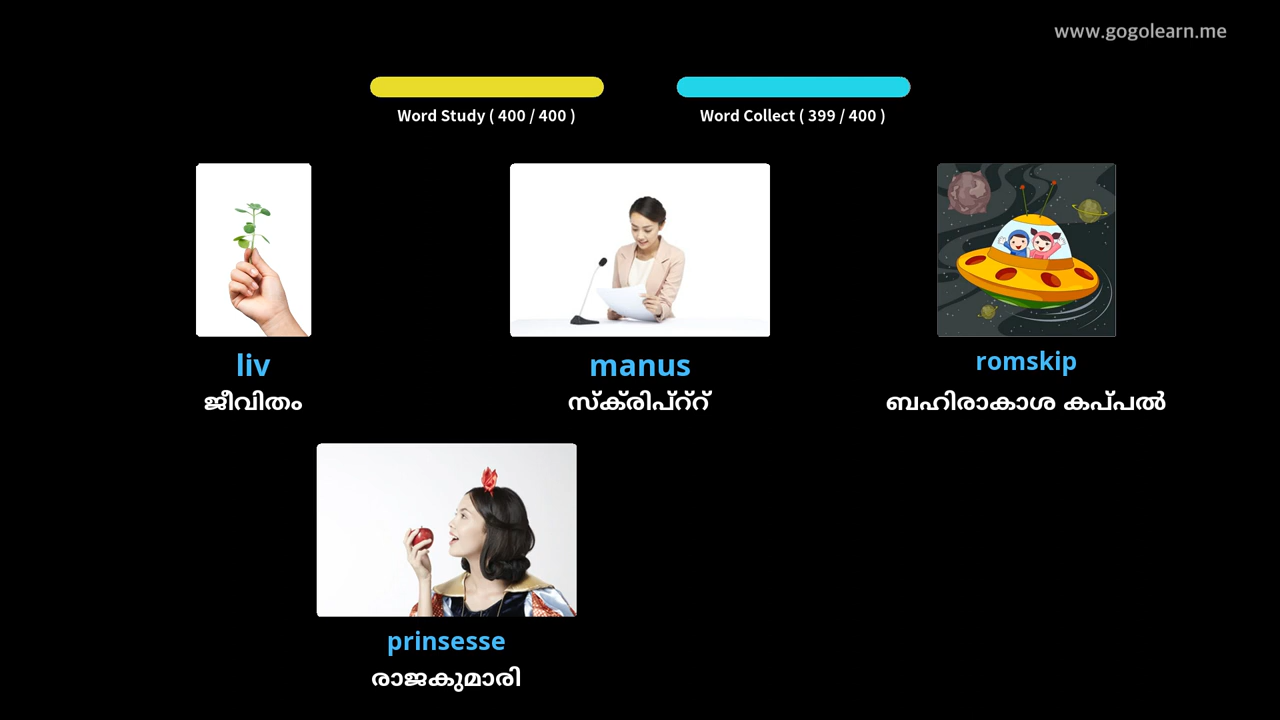 www.gogolearn.me
Word Study ( 400 / 400 )
Word Collect ( 399 / 400 )
liv
manus
romskip
ജീവിതം
സ്ക്രിപ്റ്റ്
ബഹിരാകാശ കപ്പൽ
prinsesse
രാജകുമാരി